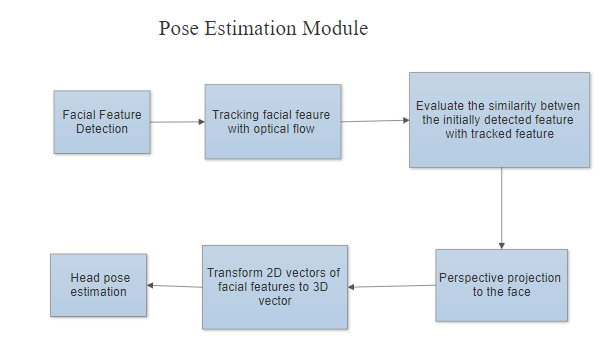 Pose Estimation Module
Facial Feature
Detection
Tracking facial feaure
with optical flow
Evaluate the similarity betwen
the initially detected feature
with tracked feature
Head pose
estimation
Transform 2D vectors of
facial features to 3D
vector
Perspective projection
to the face